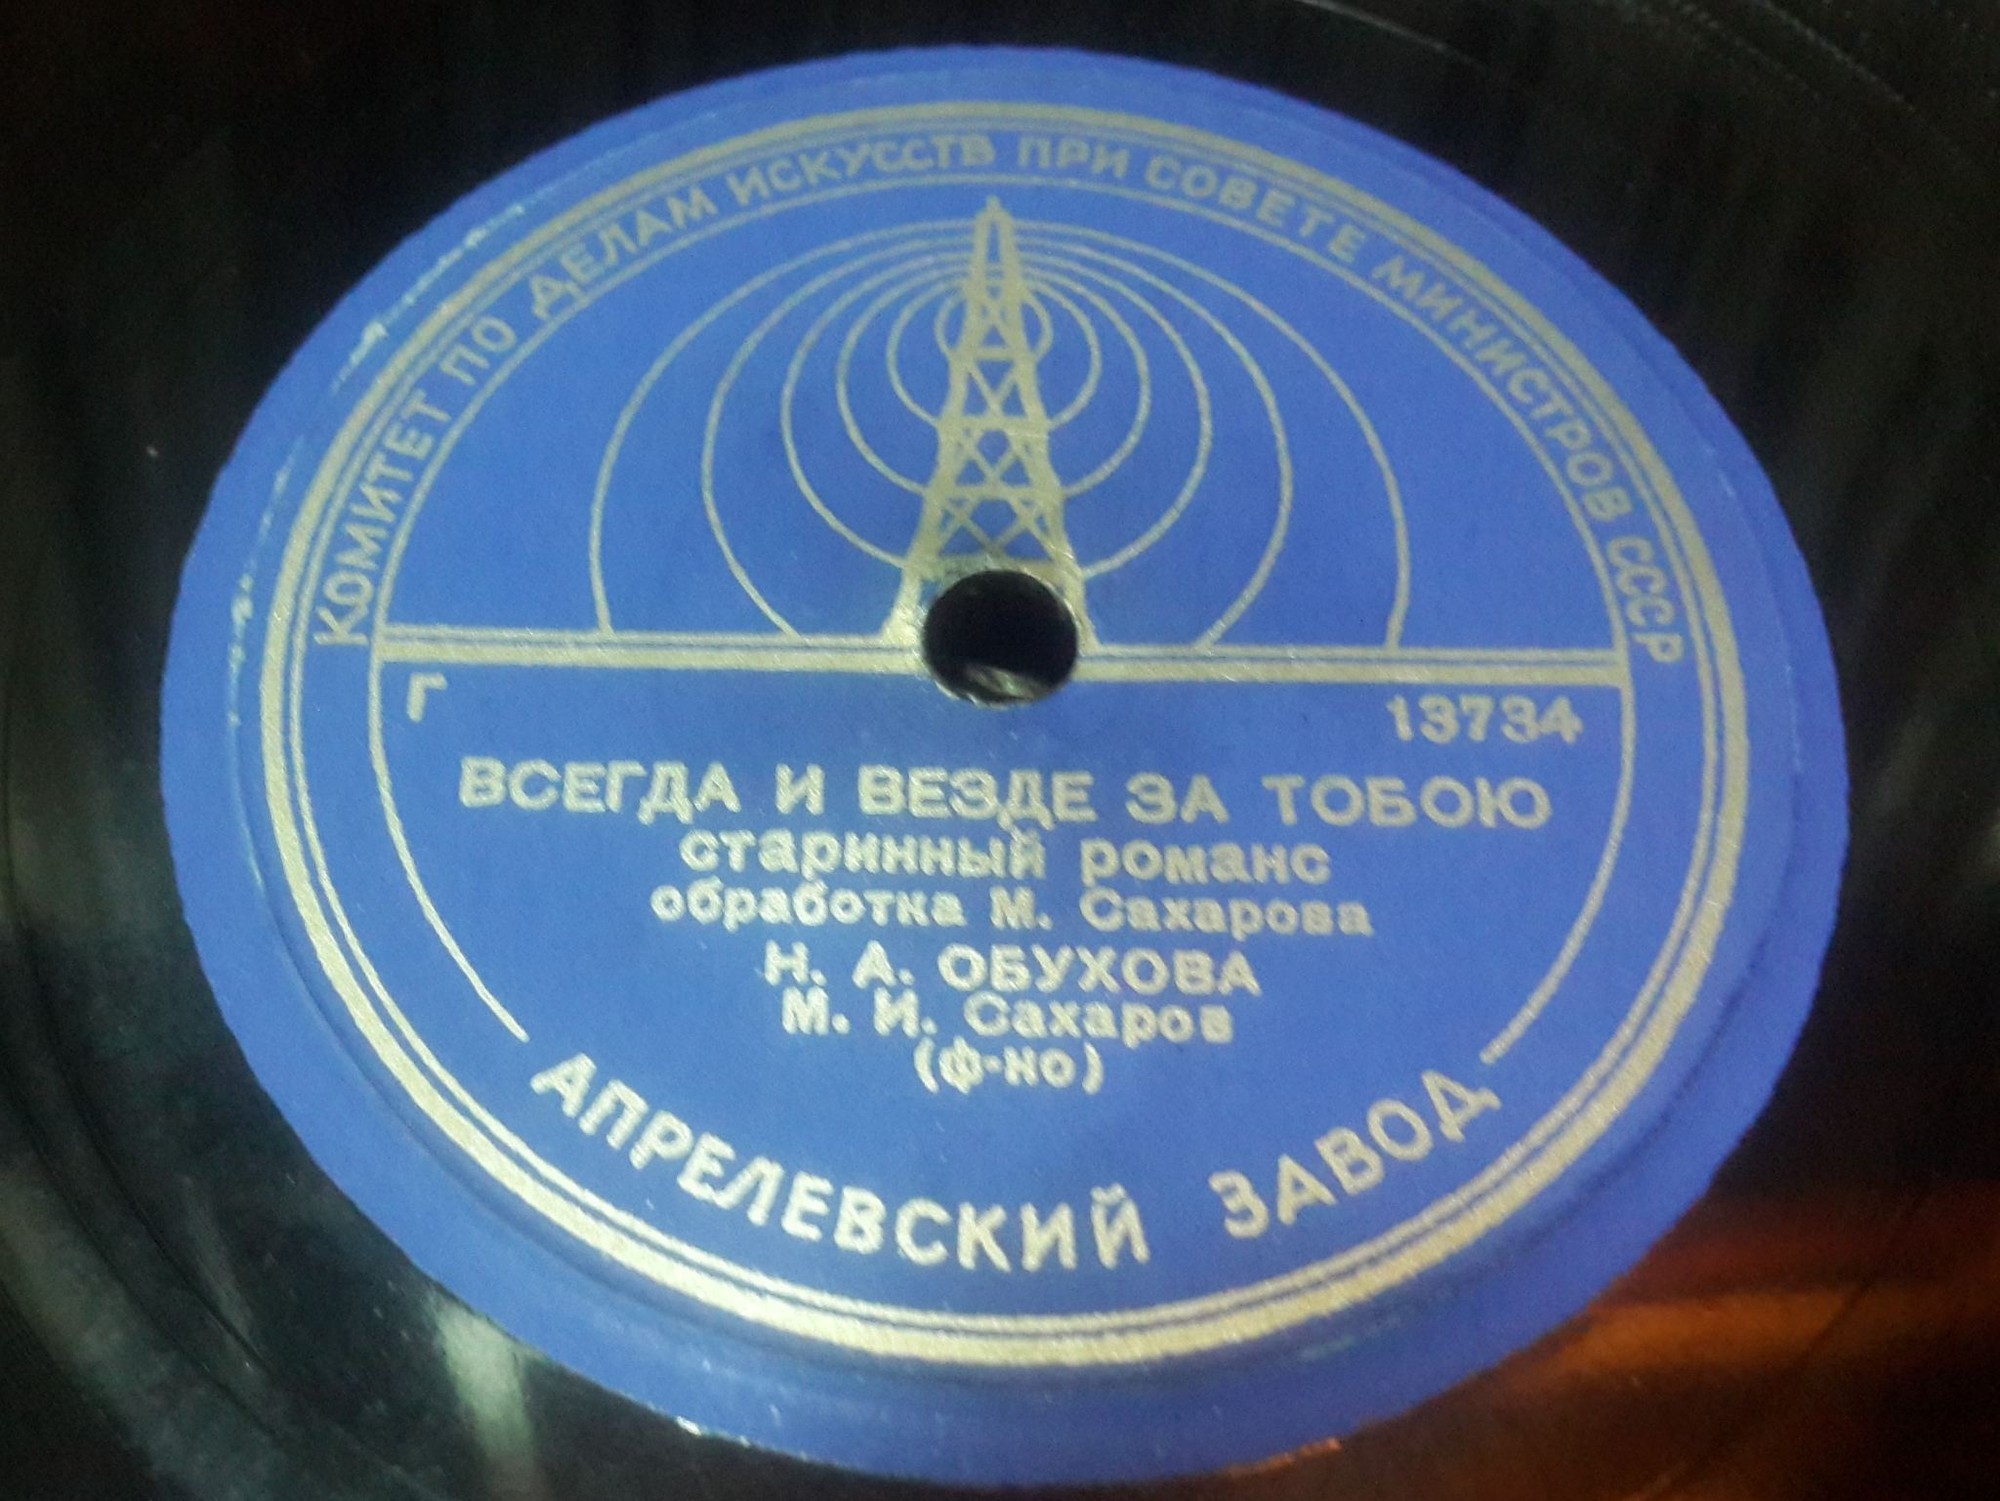 КОМИТЕТ ПО ДЕЛАМ ИСКУССТВ ПРИ СОВЕТЕ МИНИСТРОВ СССР
Г 13734
ВСЕГДА И ВЕЗДЕ ЗА ТОБОЮ
старинный романс
обработка М. Сахарова
Н. А. ОБУХОВА
М. И. Сахаров
(ф-но)
АПРЕЛЕВСКИЙ ЗАВОД